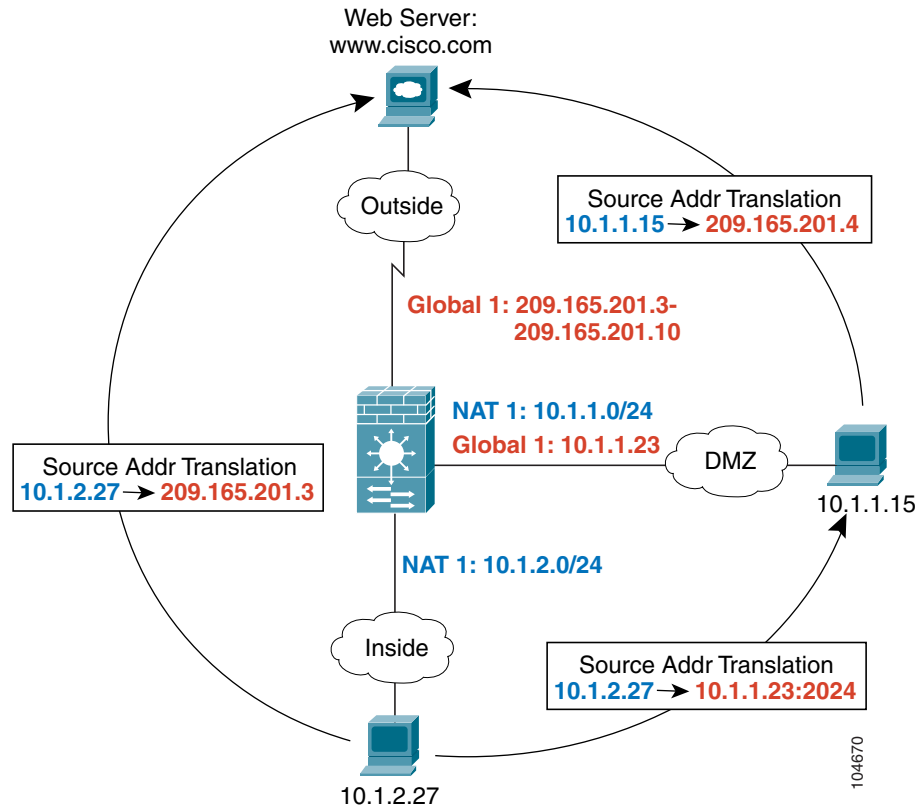 Web Server:
www.cisco.com
Outside
Source Addr Translation
10.1.1.15 → 209.165.201.4
Global 1: 209.165.201.3-
209.165.201.10
NAT 1: 10.1.1.0/24
Global 1: 10.1.1.23
DMZ
10.1.1.15
Source Addr Translation
10.1.2.27 → 209.165.201.3
NAT 1: 10.1.2.0/24
Inside
Source Addr Translation
10.1.2.27 → 10.1.1.23:2024
10.1.2.27
104670